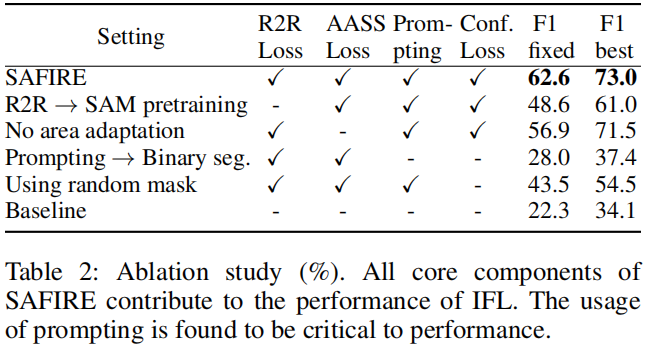 Setting R2R Loss AASS Loss Prom-pting Conf. Loss F1 fixed F1 best
SAFIRE ✓ ✓ ✓ ✓ 62.6 73.0
R2R → SAM pretraining - ✓ ✓ ✓ 48.6 61.0
No area adaptation ✓ - ✓ ✓ 56.9 71.5
Prompting → Binary seg. ✓ ✓ - - 28.0 37.4
Using random mask ✓ ✓ ✓ - 43.5 54.5
Baseline - - - - 22.3 34.1
Table 2: Ablation study (%). All core components of
SAFIRE contribute to the performance of IFL. The usage
of prompting is found to be critical to performance.